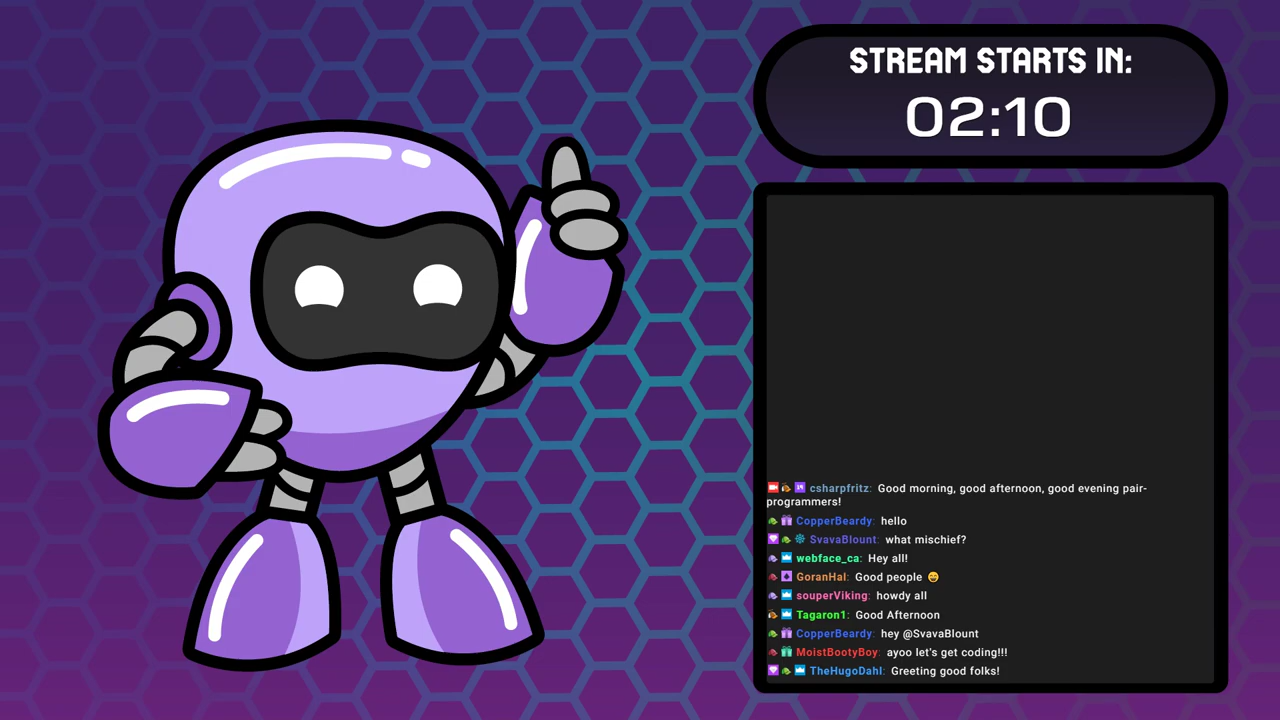 STREAM STARTS IN:
02:10
csharpfritz: Good morning, good afternoon, good evening pair-
programmers!
CopperBeardy: hello
SvavaBlount: what mischief?
webface_ca: Hey all!
GoranHal: Good people 😄
souperViking: howdy all
Tagaron1: Good Afternoon
CopperBeardy: hey @SvavaBlount
MoistBootyBoy: ayoo let's get coding!!!
TheHugoDahl: Greeting good folks!